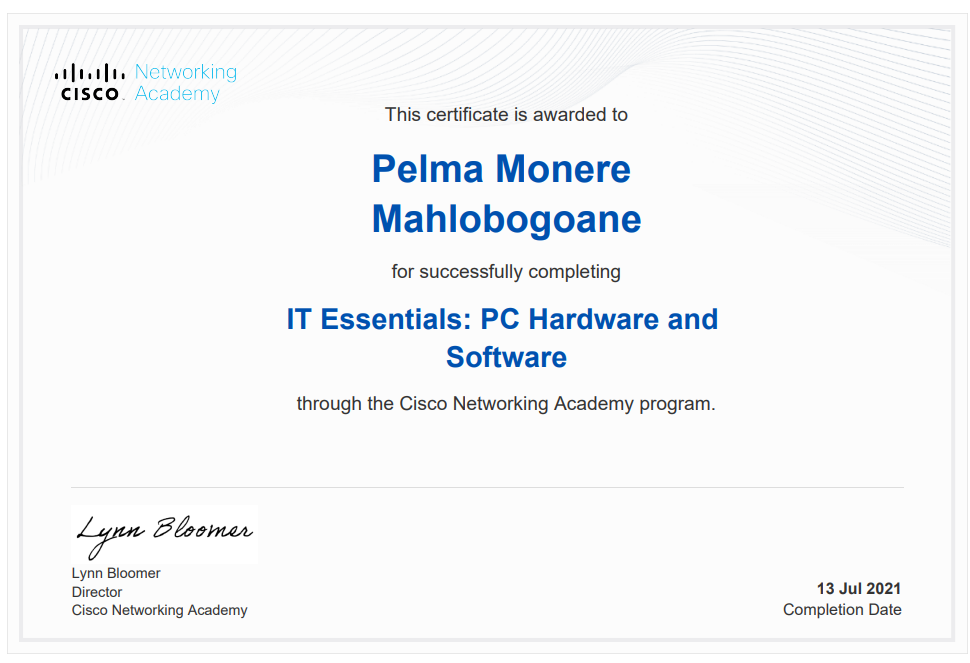 Networking
CISCO. Academy
This certificate is awarded to
Pelma Monere
Mahlobogoane
for successfully completing
IT Essentials: PC Hardware and
Software
through the Cisco Networking Academy program.
Lynn Bloomer
Lynn Bloomer
Director
Cisco Networking Academy
13 Jul 2021
Completion Date